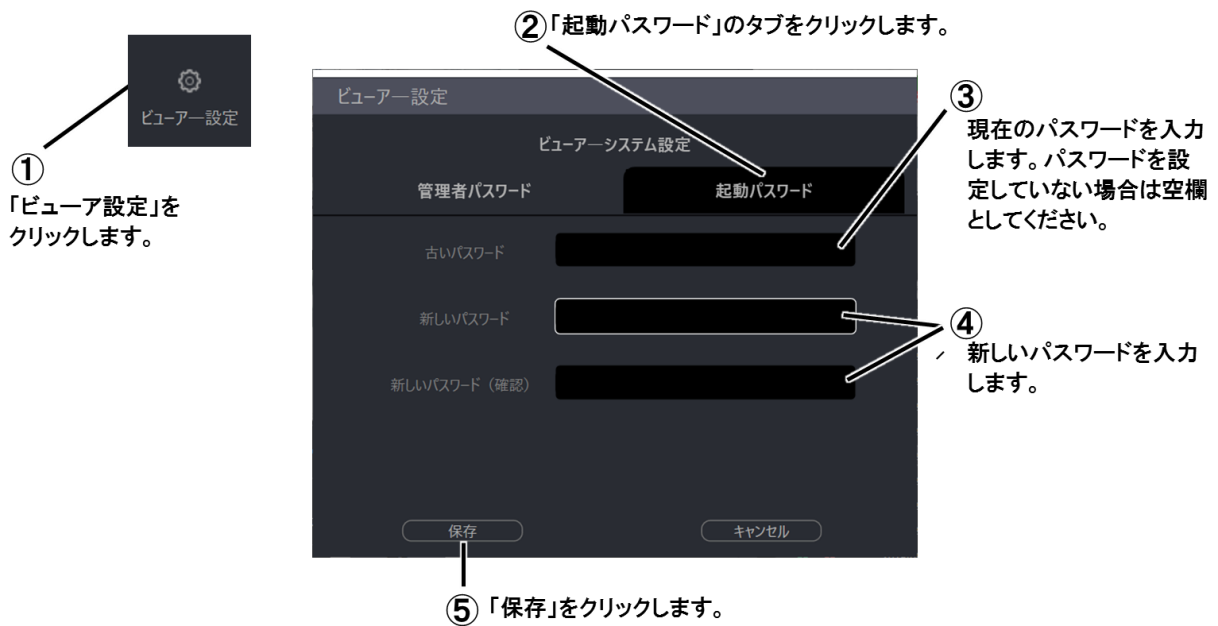 ②「起動パスワード」のタブをクリックします。
ビューアー設定
①
「ビューア設定」を
クリックします。
ビューアー設定
ビューアーシステム設定
管理者パスワード
起動パスワード
古いパスワード
新しいパスワード
新しいパスワード（確認）
保存
キャンセル
③
現在のパスワードを入力
します。パスワードを設
定していない場合は空欄
としてください。
④
新しいパスワードを入力
します。
⑤「保存」をクリックします。